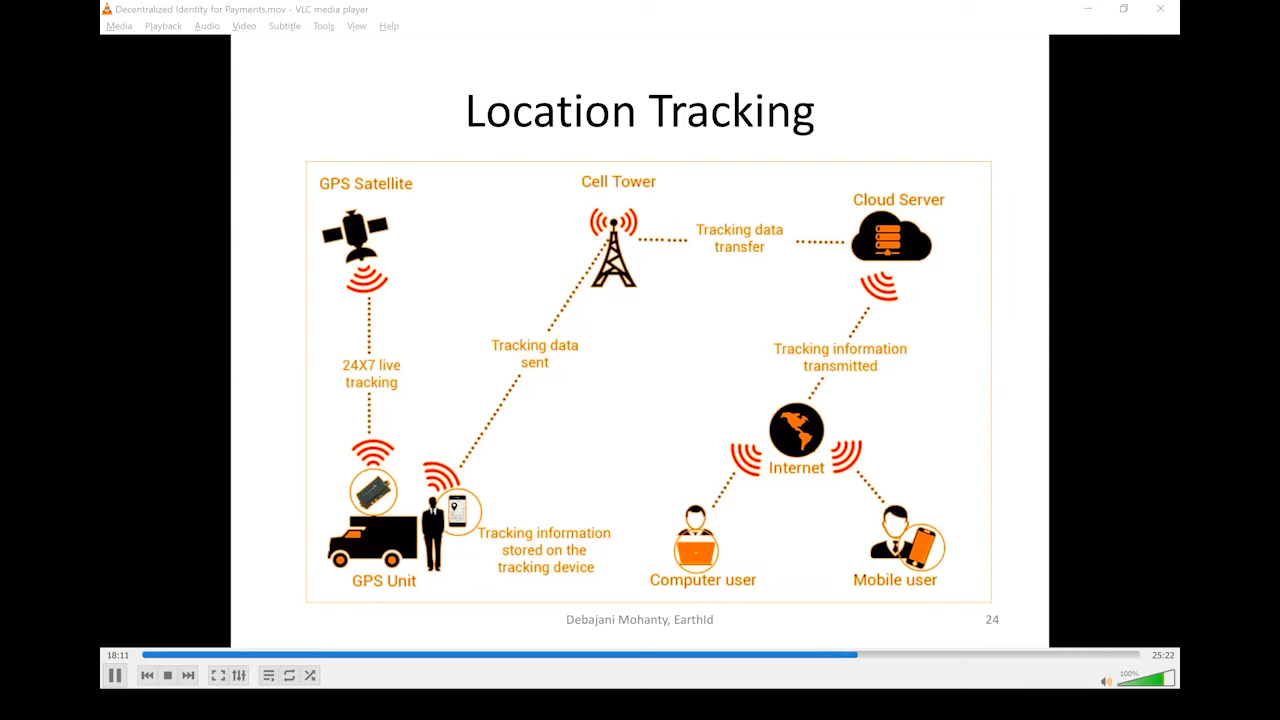 Decentralized Identity for Payments.mov - VLC media player
Media Playback Audio Video Subtitle Tools View Help
Location Tracking
GPS Satellite
Cell Tower
Cloud Server
Tracking data
transfer
24X7 live
tracking
Tracking data
sent
Tracking information
transmitted
Internet
Tracking information
stored on the
tracking device
GPS Unit
Computer user
Mobile user
Debajani Mohanty, EarthId
24
18:11
25:22
100%